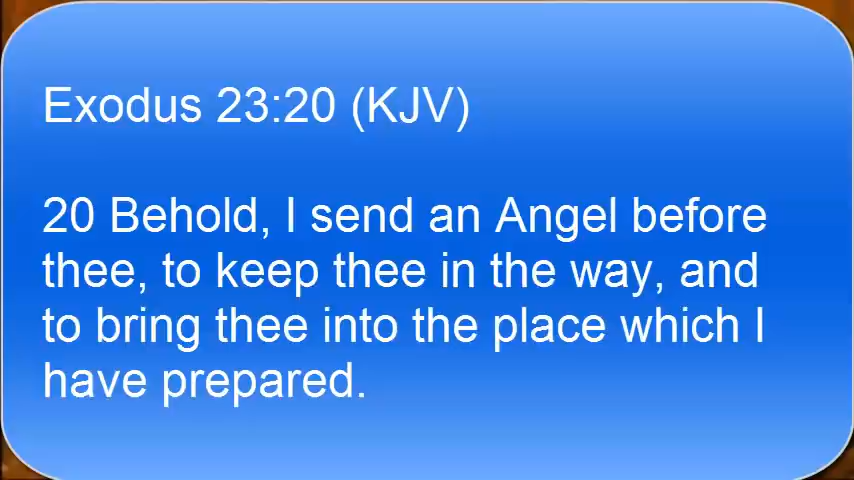 Exodus 23:20 (KJV)
20 Behold, I send an Angel before
thee, to keep thee in the way, and
to bring thee into the place which I
have prepared.